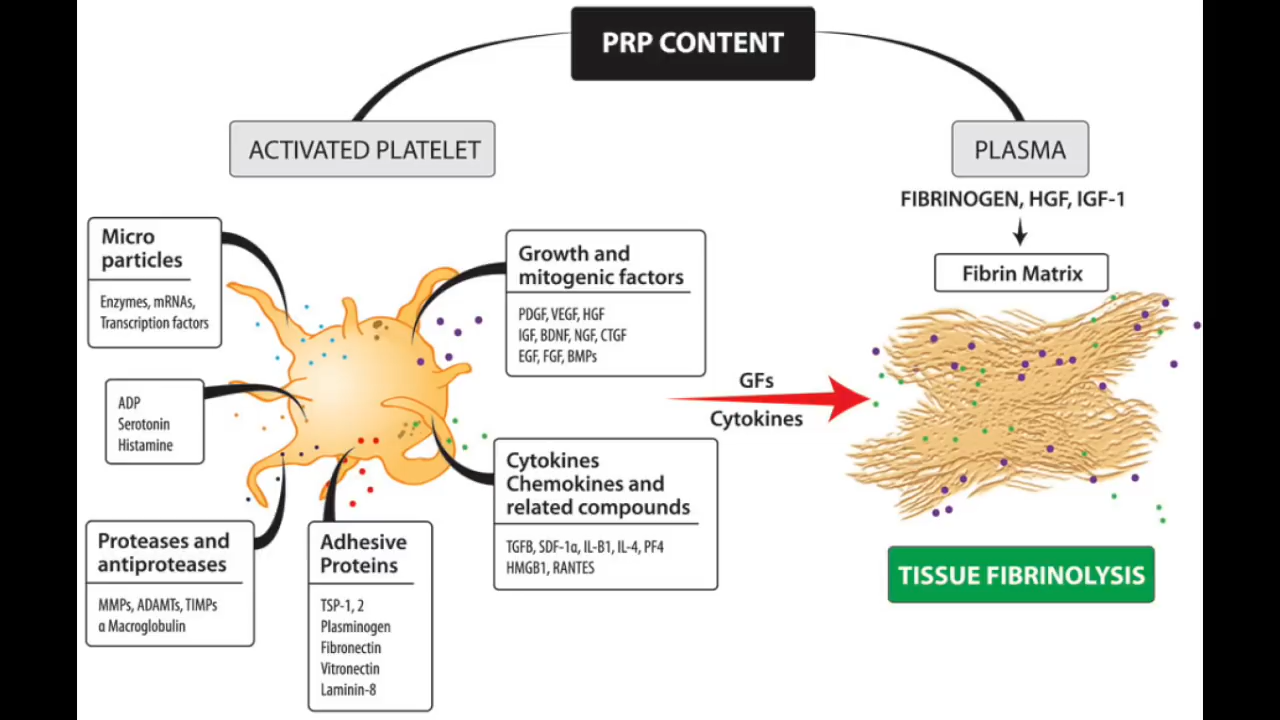 PRP CONTENT
ACTIVATED PLATELET
PLASMA
FIBRINOGEN, HGF, IGF-1
Fibrin Matrix
Micro
particles
Enzymes, mRNAs,
Transcription factors
Growth and
mitogenic factors
PDGF, VEGF, HGF
IGF, BDNF, NGF, CTGF
EGF, FGF, BMPs
ADP
Serotonin
Histamine
GFs
Cytokines
Cytokines
Chemokines and
related compounds
TGFB, SDF-1α, IL-B1, IL-4, PF4
HMGB1, RANTES
Proteases and
antiproteases
MMPs, ADAMTs, TIMPs
α Macroglobulin
Adhesive
Proteins
TSP-1, 2
Plasminogen
Fibronectin
Vitronectin
Laminin-8
TISSUE FIBRINOLYSIS